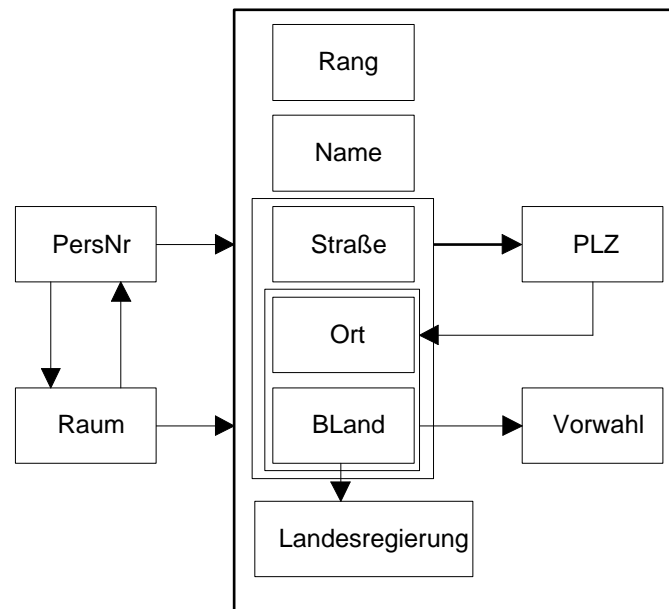 Rang
Name
PersNr
Straße
PLZ
Ort
Raum
BLand
Vorwahl
Landesregierung